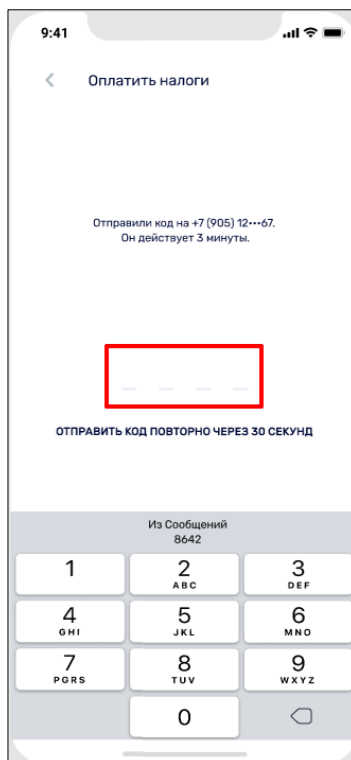 9:41
Оплатить налоги
Отправили код на +7 (905) 12•••67.
Он действует 3 минуты.
ОТПРАВИТЬ КОД ПОВТОРНО ЧЕРЕЗ 30 СЕКУНД
Из Сообщений
8642
1 2 3
ABC DEF
4 5 6
GHI JKL MNO
7 8 9
PGRS TUV WXYZ
0